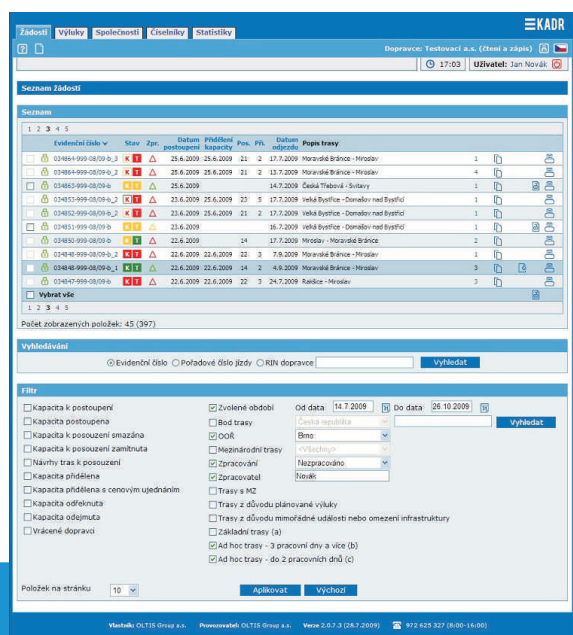 KADR
Žádosti Výluky Společnosti Číselníky Statistiky
Dopravce: Testovací a.s. (čtení a zápis)
17:03 Uživatel: Jan Novák
Seznam žádostí
Seznam
1 2 3 4 5
Evidenční číslo Stav Zpr. Datum postoupení Přidělení kapacity Pos. Při. Datum odjezdu Popis trasy
034864-999-08/09-b_3 K T 25.6.2009 25.6.2009 21 2 17.7.2009 Moravské Bránice - Miroslav 1
034864-999-08/09-b_2 K T 25.6.2009 25.6.2009 21 2 13.7.2009 Moravské Bránice - Miroslav 4
034863-999-08/09-b K T 25.6.2009 14.7.2009 Česká Třebová - Svitavy 1
034853-999-08/09-b_2 K T 23.6.2009 25.6.2009 23 5 17.7.2009 Velká Bystřice - Domašov nad Bystřicí 1
034852-999-08/09-b_2 K T 23.6.2009 25.6.2009 21 2 17.7.2009 Velká Bystřice - Domašov nad Bystřicí 1
034851-999-08/09-b K T 23.6.2009 16.7.2009 Velká Bystřice - Domašov nad Bystřicí 1
034850-999-08/09-b K T 22.6.2009 14 17.7.2009 Miroslav - Moravské Bránice 2
034848-999-08/09-b_2 K T 22.6.2009 22.6.2009 22 3 7.9.2009 Moravské Bránice - Miroslav 1
034848-999-08/09-b_1 K T 22.6.2009 22.6.2009 14 2 4.9.2009 Moravské Bránice - Miroslav 3
034847-999-08/09-b K T 22.6.2009 22.6.2009 22 3 24.7.2009 Rakšice - Miroslav 3
Vybrat vše
1 2 3 4 5
Počet zobrazených položek: 45 (397)
Vyhledávání
Evidenční číslo Pořadové číslo jízdy RIN dopravce Vyhledat
Filtr
Kapacita k postoupení Zvolené období Od data 14.7.2009 Do data 26.10.2009
Kapacita postoupena Bod trasy Česká republika Vyhledat
Kapacita k posouzení smazána OOŘ Brno
Kapacita k posouzení zamítnuta Mezinárodní trasy <Všechny>
Návrhy tras k posouzení Zpracování Nezpracováno
Kapacita přidělena Zpracovatel Novák
Kapacita přidělena s cenovým ujednáním Trasy s MZ
Kapacita odřeknuta Trasy z důvodu plánované výluky
Kapacita odejmuta Trasy z důvodu mimořádné události nebo omezení infrastruktury
Vrácené dopravci Základní trasy (a)
Ad hoc trasy - 3 pracovní dny a více (b)
Ad hoc trasy - do 2 pracovních dnů (c)
Položek na stránku 10 Aplikovat Výchozí
Vlastník: OLTIS Group a.s. Provozovatel: OLTIS Group a.s. Verze 2.0.7.3 (28.7.2009) 972 625 327 (8:00-16:00)